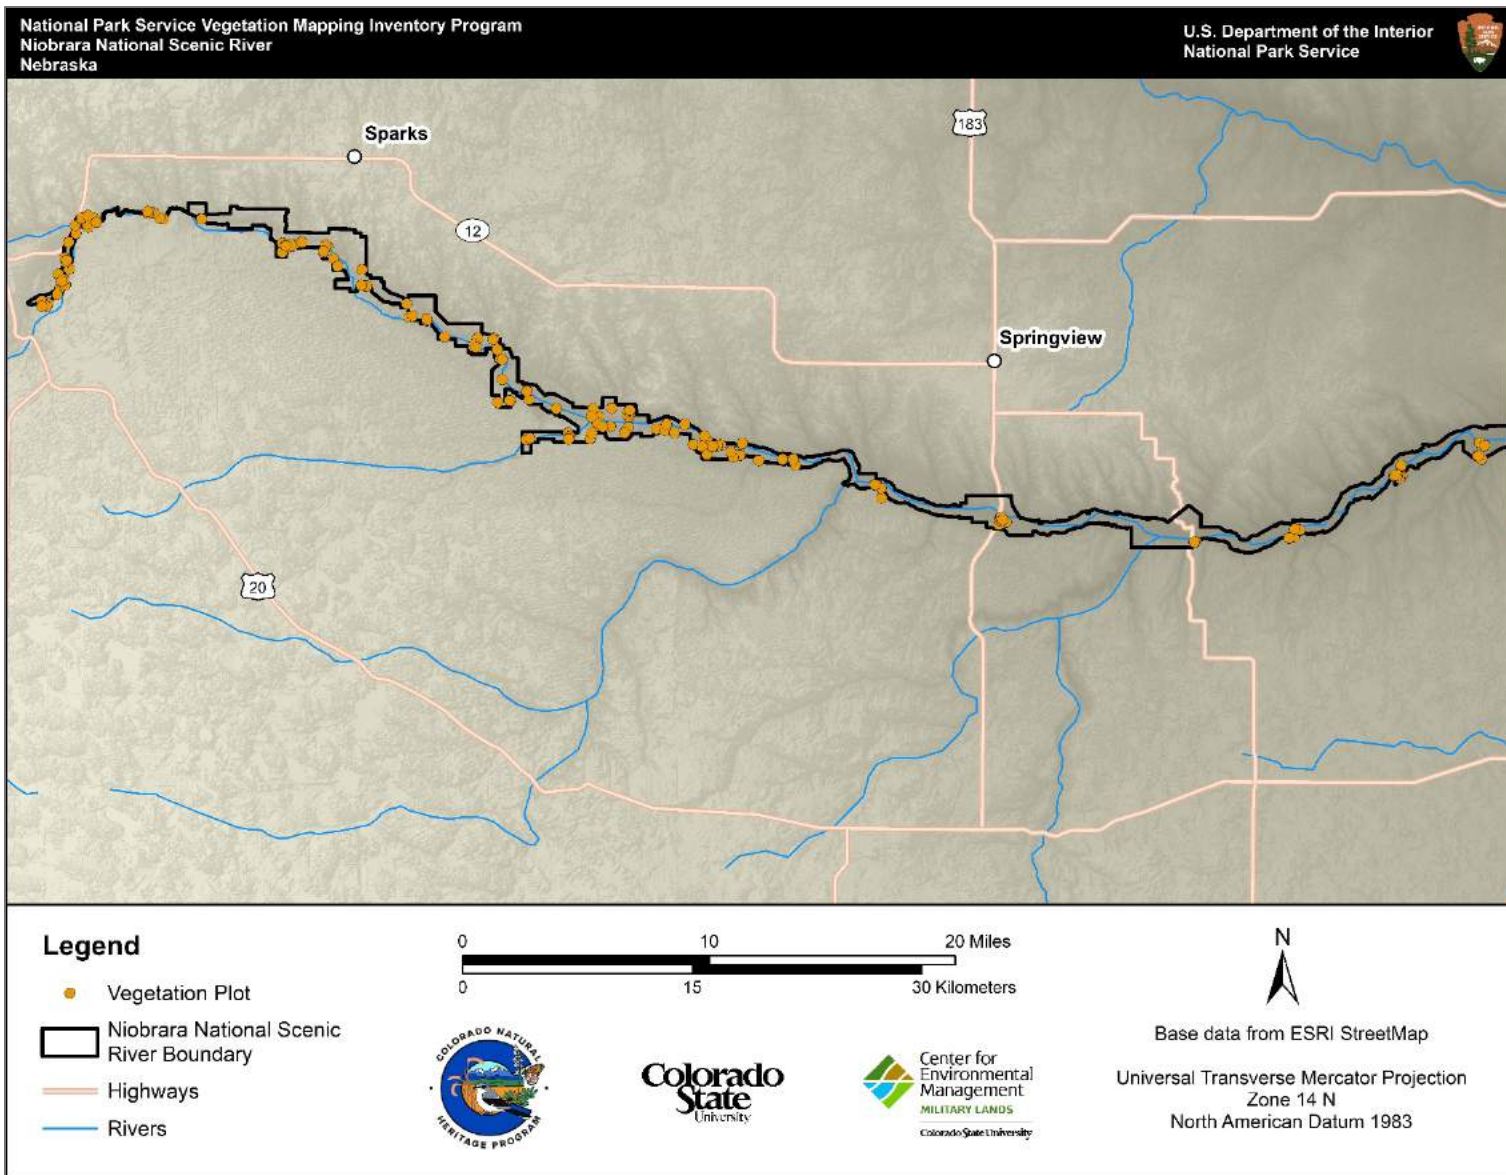 National Park Service Vegetation Mapping Inventory Program
Niobrara National Scenic River
Nebraska
U.S. Department of the Interior
National Park Service
Sparks
183
12
Springview
20
Legend
Vegetation Plot
Niobrara National Scenic
River Boundary
Highways
Rivers
0 10 20 Miles
0 15 30 Kilometers
COLORADO NATURAL
HERITAGE PROGRAM
Colorado
State
University
Center for
Environmental
Management
MILITARY LANDS
Colorado State University
N
Base data from ESRI StreetMap
Universal Transverse Mercator Projection
Zone 14 N
North American Datum 1983